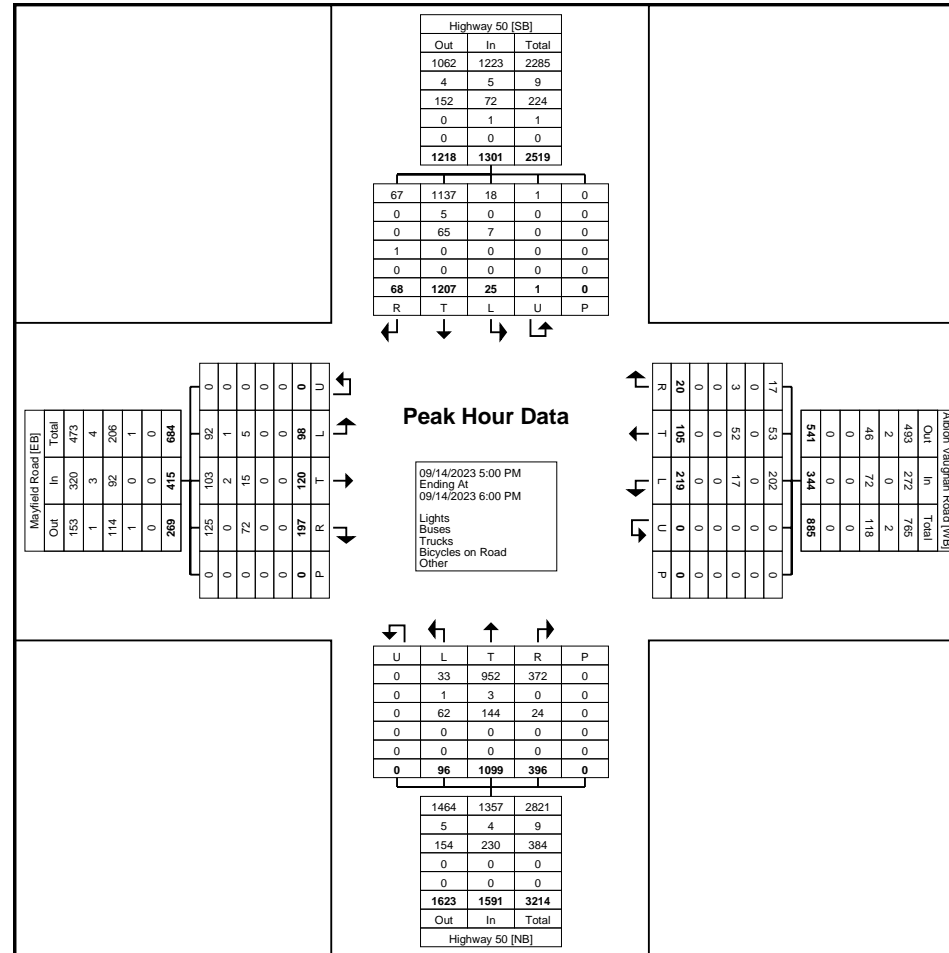 Highway 50 [SB]
Out In Total
1062 1223 2285
4 5 9
152 72 224
0 1 1
0 0 0
1218 1301 2519
67 1137 18 1 0
0 5 0 0 0
0 65 7 0 0
1 0 0 0 0
0 0 0 0 0
68 1207 25 1 0
R T L U P
Mayfield Road [EB]
Total In Out
473 320 153
4 3 1
206 92 114
1 0 1
0 0 0
684 415 269
0 92 103 125 0
0 1 2 0 0
0 5 15 72 0
0 0 0 0 0
0 0 0 0 0
0 98 120 197 0
U L T R P
Peak Hour Data
09/14/2023 5:00 PM
Ending At
09/14/2023 6:00 PM
Lights
Buses
Trucks
Bicycles on Road
Other
Albion Vaughan Road [WB]
Out In Total
493 272 765
2 0 2
46 72 118
0 0 0
0 0 0
541 344 885
17 53 202 0 0
0 0 0 0 0
3 52 17 0 0
0 0 0 0 0
0 0 0 0 0
20 105 219 0 0
R T L U P
U L T R P
0 33 952 372 0
0 1 3 0 0
0 62 144 24 0
0 0 0 0 0
0 0 0 0 0
0 96 1099 396 0
1464 1357 2821
5 4 9
154 230 384
0 0 0
0 0 0
1623 1591 3214
Out In Total
Highway 50 [NB]